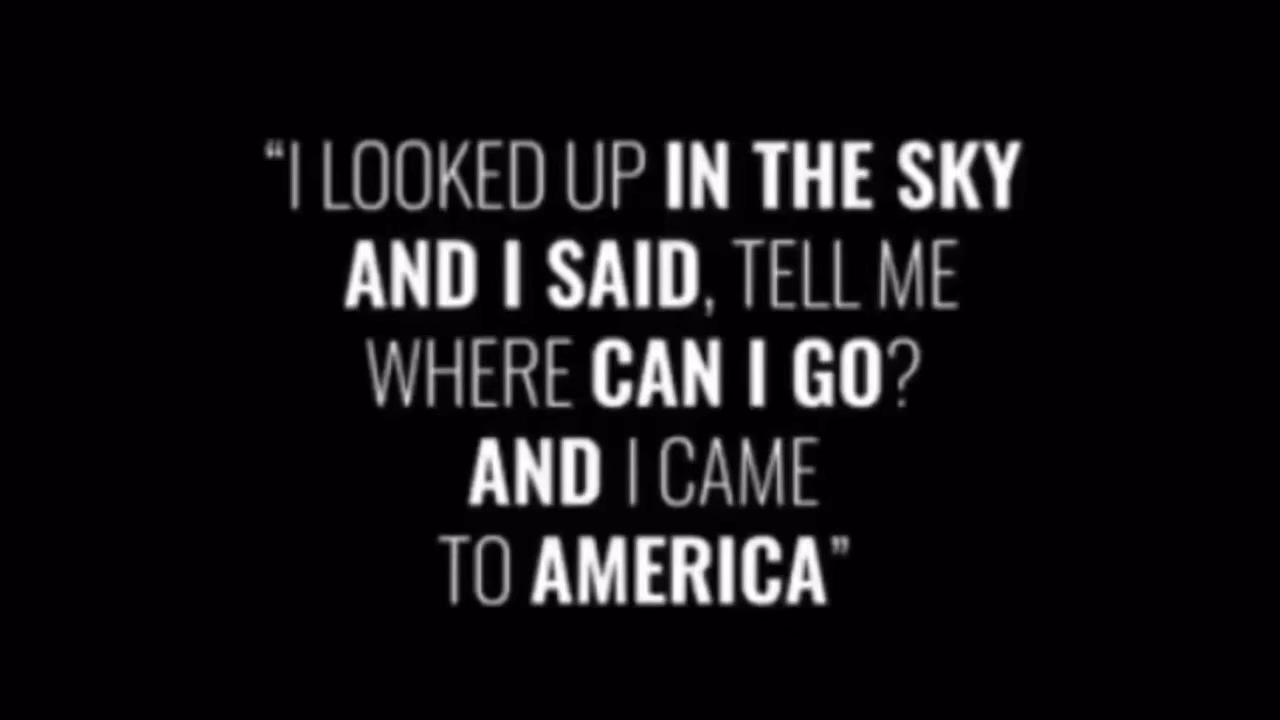 “I LOOKED UP IN THE SKY
AND I SAID, TELL ME
WHERE CAN I GO?
AND I CAME
TO AMERICA”